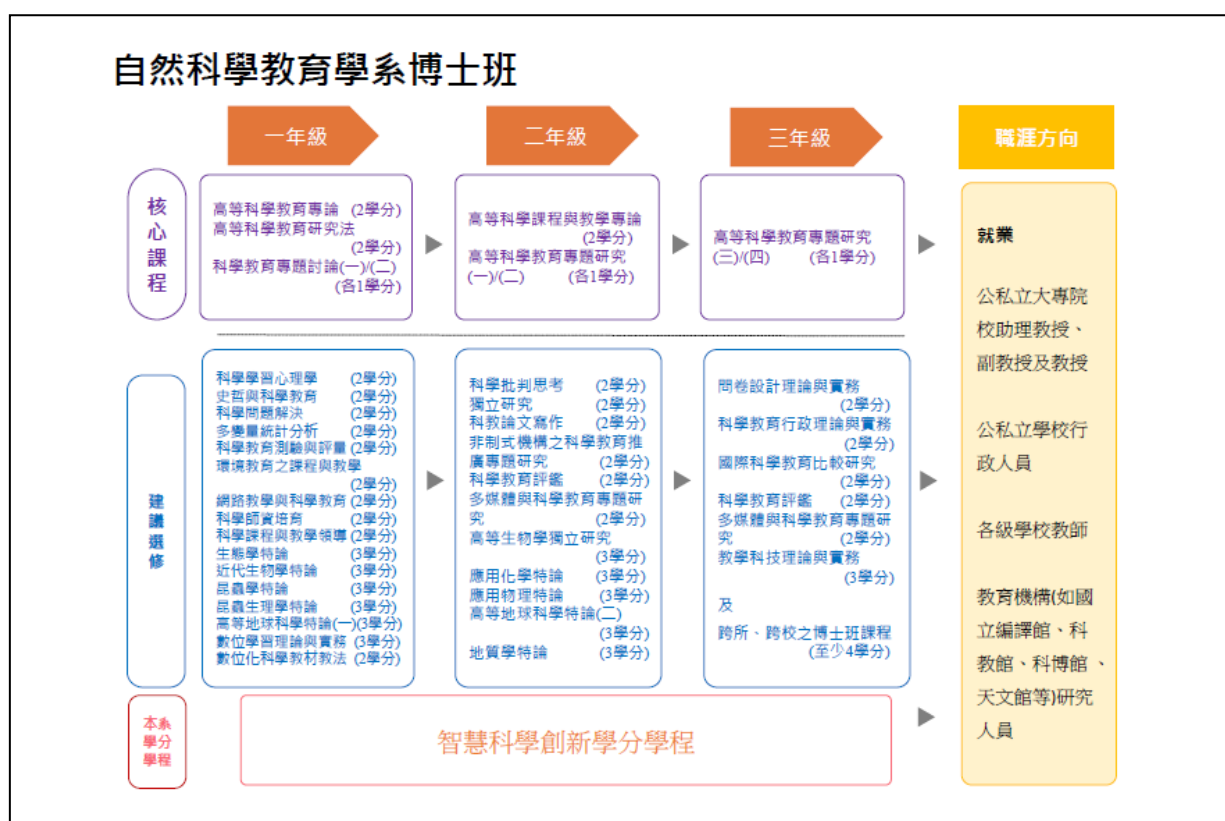 自然科學教育學系博士班
一年級
二年級
三年級
職涯方向
核心課程
高等科學教育專論 (2學分)
高等科學教育研究法
(2學分)
科學教育專題討論(一)/(二)
(各1學分)
高等科學課程與教學專論
(2學分)
高等科學教育專題研究
(一)/(二) (各1學分)
高等科學教育專題研究
(三)/(四) (各1學分)
建議選修
科學學習心理學 (2學分)
史哲與科學教育 (2學分)
科學問題解決 (2學分)
多變量統計分析 (2學分)
科學教育測驗與評量 (2學分)
環境教育之課程與教學
(2學分)
網路教學與科學教育 (2學分)
科學師資培育 (2學分)
科學課程與教學領導 (2學分)
生態學特論 (3學分)
近代生物學特論 (3學分)
昆蟲學特論 (3學分)
昆蟲生理學特論 (3學分)
高等地球科學特論(一)(3學分)
數位學習理論與實務 (3學分)
數位化科學教材教法 (2學分)
科學批判思考 (2學分)
獨立研究 (2學分)
科教論文寫作 (2學分)
非制式機構之科學教育推
廣專題研究 (2學分)
科學教育評鑑 (2學分)
多媒體與科學教育專題研
究 (2學分)
高等生物學獨立研究
(3學分)
應用化學特論 (3學分)
應用物理特論 (3學分)
高等地球科學特論(二)
(3學分)
地質學特論 (3學分)
問卷設計理論與實務
(2學分)
科學教育行政理論與實務
(2學分)
國際科學教育比較研究
(2學分)
科學教育評鑑 (2學分)
多媒體與科學教育專題研
究 (2學分)
教學科技理論與實務
(3學分)
及
跨所、跨校之博士班課程
(至少4學分)
本系
學分
學程
智慧科學創新學分學程
就業
公私立大專院
校助理教授、
副教授及教授
公私立學校行
政人員
各級學校教師
教育機構(如國
立編譯館、科
教館、科博館、
天文館等)研究
人員